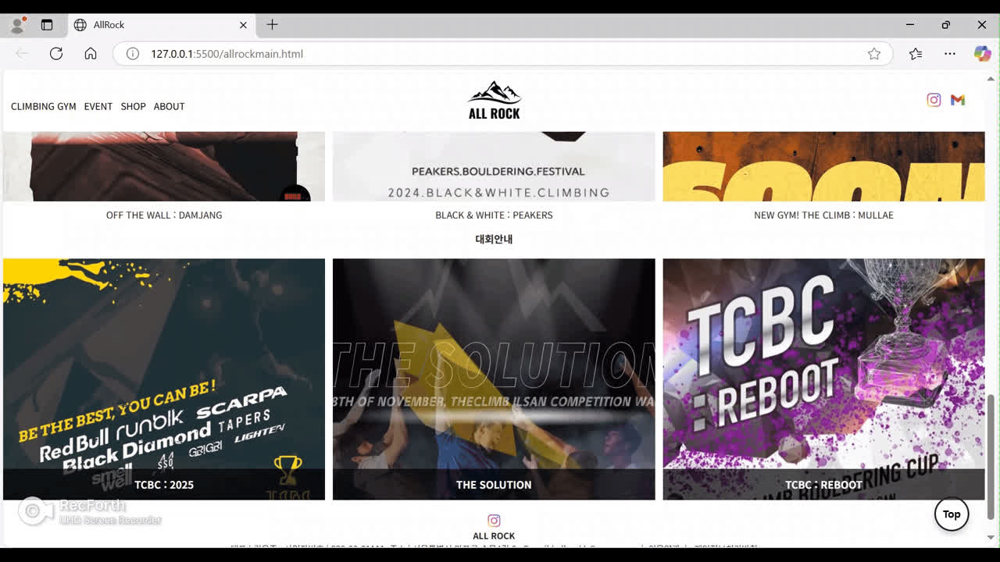 AllRock
127.0.0.1:5500/allrockmain.html
CLIMBING GYM EVENT SHOP ABOUT
ALL ROCK
PEAKERS.BOULDERING.FESTIVAL
2024.BLACK&WHITE.CLIMBING
SOON
OFF THE WALL : DAMJANG
BLACK & WHITE : PEAKERS
NEW GYM! THE CLIMB : MULLAE
대회안내
BE THE BEST, YOU CAN BE!
Red Bull runblk SCARPA
Black Diamond TAPERS
smell well GRIGRI LIGHTEN
TCBC : 2025
THE SOLUTION
8TH OF NOVEMBER, THECLIMB ILSAN COMPETITION WA
THE SOLUTION
TCBC
:REBOOT
BOULDERING CUP
TCBC : REBOOT
RecForth
UHD Screen Recorder
Top
ALL ROCK